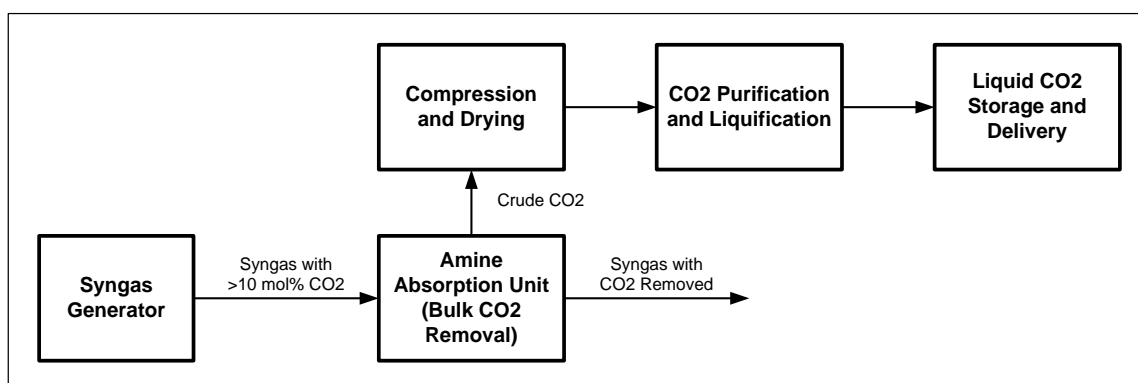 Compression
and Drying
CO2 Purification
and Liquification
Liquid CO2
Storage and
Delivery
Crude CO2
Syngas
Generator
Syngas with
>10 mol% CO2
Amine
Absorption Unit
(Bulk CO2
Removal)
Syngas with
CO2 Removed